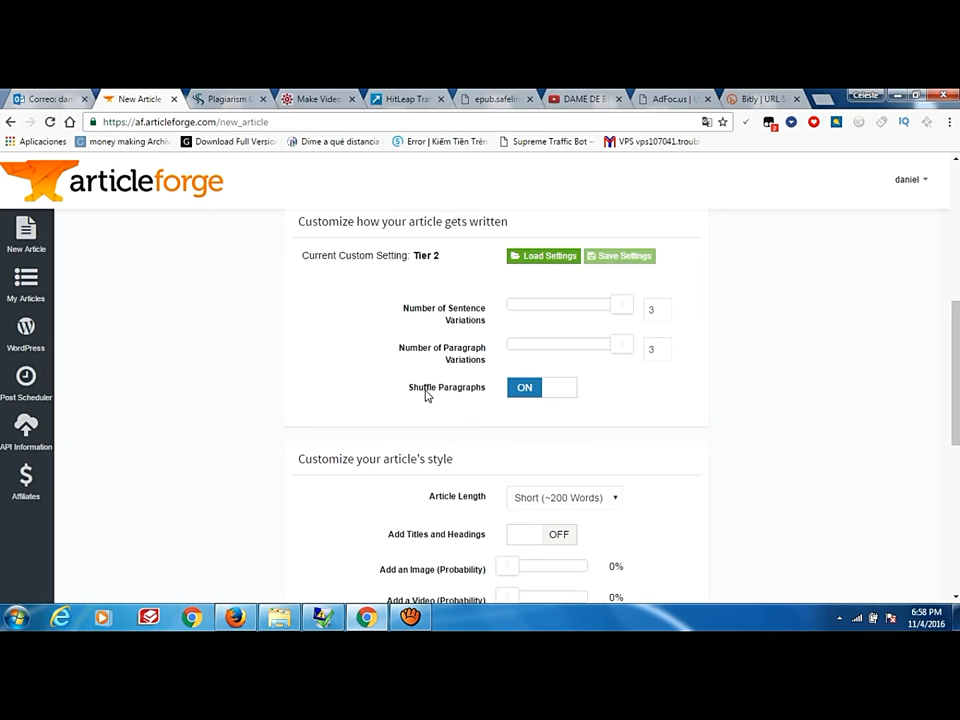 Celeste
Correo: dani
New Article
Plagiarism C
Make Video
HitLeap Traf
epub.safelin
DAME DE B
AdFoc.us | U
Bitly | URL S
https://af.articleforge.com/new_article
Aplicaciones
money making Archiv
Download Full Versio
Dime a qué distancia
Error | Kiếm Tiền Trên
Supreme Traffic Bot –
VPS vps107041.traffic
articleforge
daniel
New Article
My Articles
WordPress
Post Scheduler
API Information
Affiliates
Customize how your article gets written
Current Custom Setting: Tier 2
Load Settings
Save Settings
Number of Sentence
Variations
3
Number of Paragraph
Variations
3
Shuffle Paragraphs
ON
Customize your article's style
Article Length
Short (~200 Words)
Add Titles and Headings
OFF
Add an Image (Probability)
0%
Add a Video (Probability)
0%
6:58 PM
11/4/2016